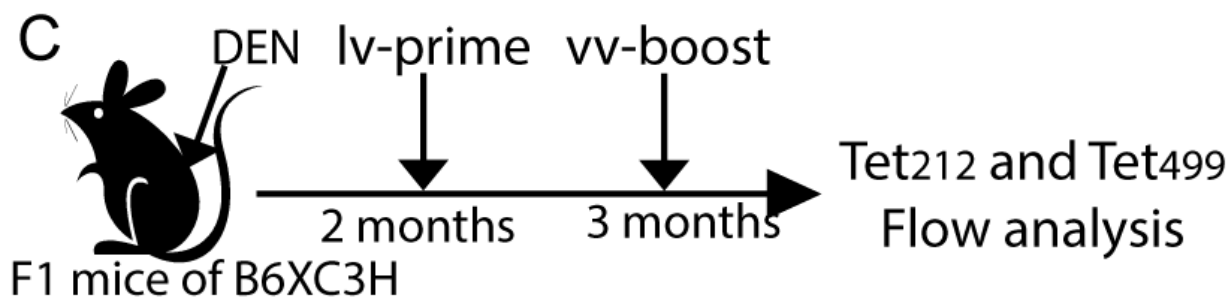 C
DEN lv-prime vv-boost
2 months 3 months
Tet212 and Tet499
Flow analysis
F1 mice of B6XC3H